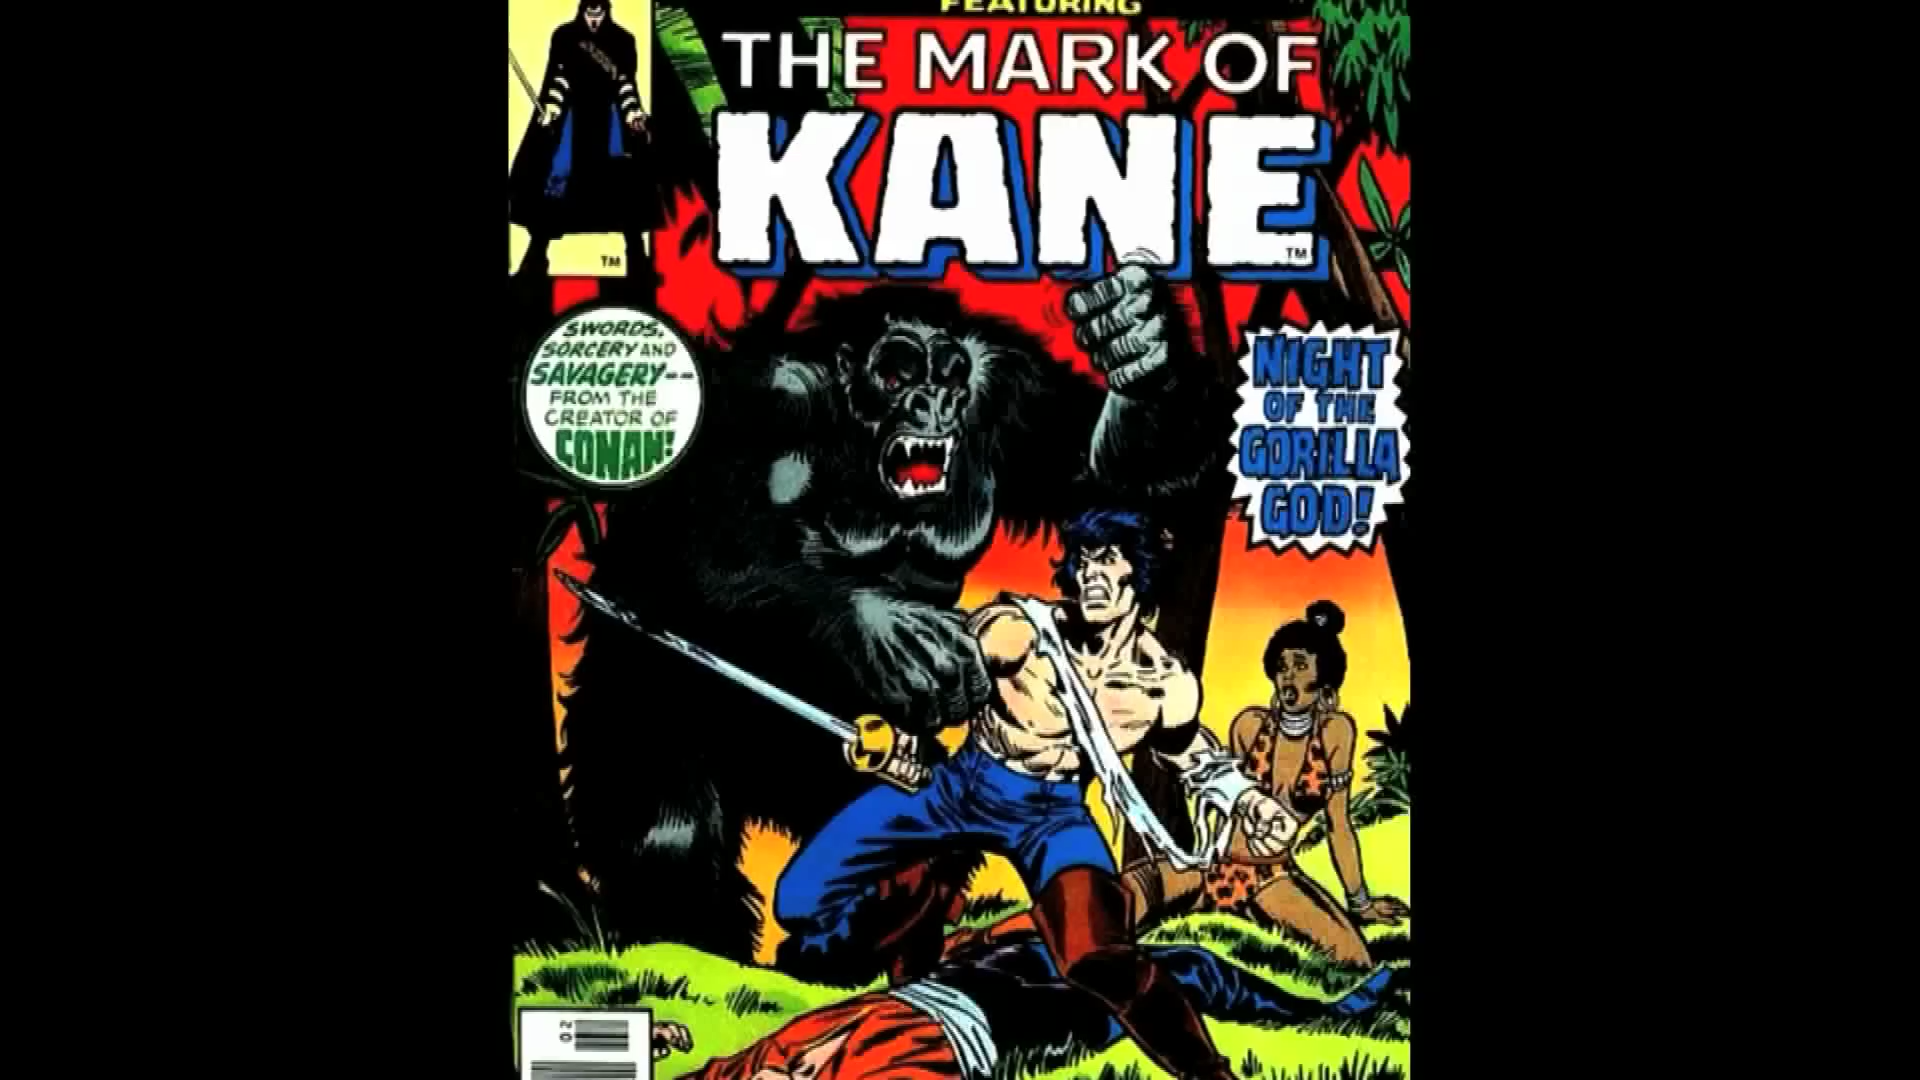 FEATURING
THE MARK OF
KANE
TM
TM
SWORDS,
SORCERY AND
SAVAGERY--
FROM THE
CREATOR OF
CONAN!
NIGHT
OF THE
GORILLA
GOD!
02